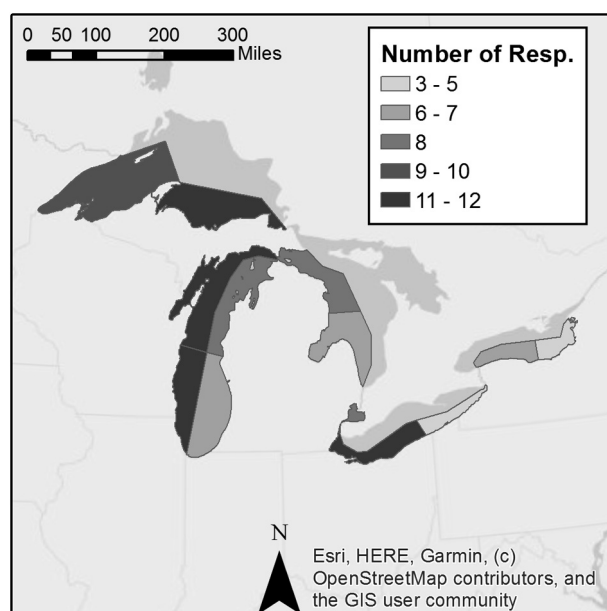 0 50 100 200 300
Miles
Number of Resp.
3 - 5
6 - 7
8
9 - 10
11 - 12
N
Esri, HERE, Garmin, (c)
OpenStreetMap contributors, and
the GIS user community